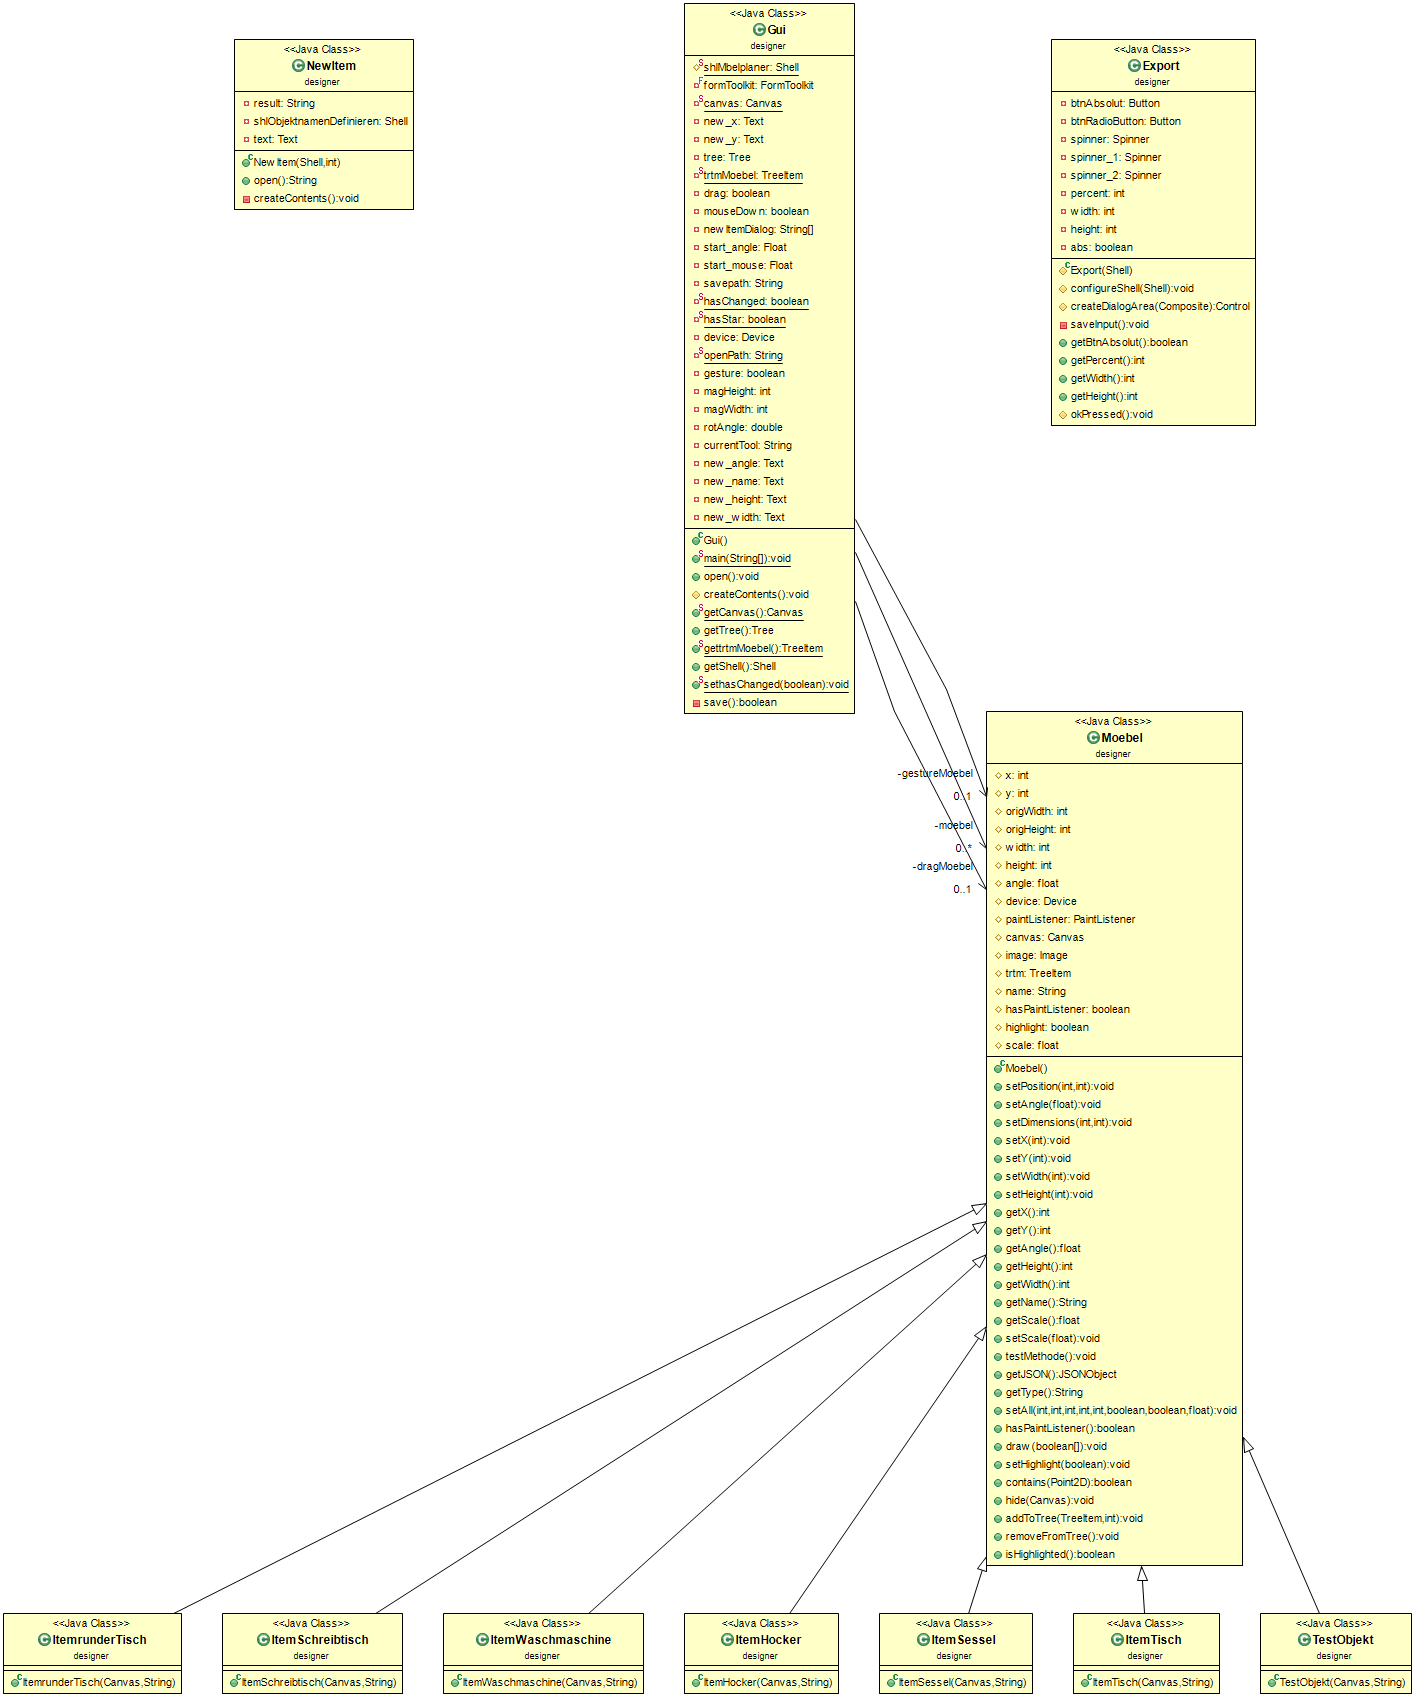 <<Java Class>>
NewItem
designer
result: String
shlObjektnamenDefinieren: Shell
text: Text
NewItem(Shell,int)
open():String
createContents():void
<<Java Class>>
Gui
designer
shlMbelplaner: Shell
formToolkit: FormToolkit
canvas: Canvas
new_x: Text
new_y: Text
tree: Tree
trtmMoebel: TreeItem
drag: boolean
mouseDown: boolean
newItemDialog: String[]
start_angle: Float
start_mouse: Float
savepath: String
hasChanged: boolean
hasStar: boolean
device: Device
openPath: String
gesture: boolean
magHeight: int
magWidth: int
rotAngle: double
currentTool: String
new_angle: Text
new_name: Text
new_height: Text
new_width: Text
Gui()
main(String[]):void
open():void
createContents():void
getCanvas():Canvas
getTree():Tree
gettrtmMoebel():TreeItem
getShell():Shell
sethasChanged(boolean):void
save():boolean
<<Java Class>>
Export
designer
btnAbsolut: Button
btnRadioButton: Button
spinner: Spinner
spinner_1: Spinner
spinner_2: Spinner
percent: int
width: int
height: int
abs: boolean
Export(Shell)
configureShell(Shell):void
createDialogArea(Composite):Control
saveInput():void
getBtnAbsolut():boolean
getPercent():int
getWidth():int
getHeight():int
okPressed():void
-gestureMoebel
0..1
-moebel
0..*
-dragMoebel
0..1
<<Java Class>>
Moebel
designer
x: int
y: int
origWidth: int
origHeight: int
width: int
height: int
angle: float
device: Device
paintListener: PaintListener
canvas: Canvas
image: Image
trtm: TreeItem
name: String
hasPaintListener: boolean
highlight: boolean
scale: float
Moebel()
setPosition(int,int):void
setAngle(float):void
setDimensions(int,int):void
setX(int):void
setY(int):void
setWidth(int):void
setHeight(int):void
getX():int
getY():int
getAngle():float
getHeight():int
getWidth():int
getName():String
getScale():float
setScale(float):void
testMethode():void
getJSON():JSONObject
getType():String
setAll(int,int,int,int,int,boolean,boolean,float):void
hasPaintListener():boolean
draw(boolean[]):void
setHighlight(boolean):void
contains(Point2D):boolean
hide(Canvas):void
addToTree(TreeItem,int):void
removeFromTree():void
isHighlighted():boolean
<<Java Class>>
ItemrunderTisch
designer
ItemrunderTisch(Canvas,String)
<<Java Class>>
ItemSchreibtisch
designer
ItemSchreibtisch(Canvas,String)
<<Java Class>>
ItemWaschmaschine
designer
ItemWaschmaschine(Canvas,String)
<<Java Class>>
ItemHocker
designer
ItemHocker(Canvas,String)
<<Java Class>>
ItemSessel
designer
ItemSessel(Canvas,String)
<<Java Class>>
ItemTisch
designer
ItemTisch(Canvas,String)
<<Java Class>>
TestObjekt
designer
TestObjekt(Canvas,String)